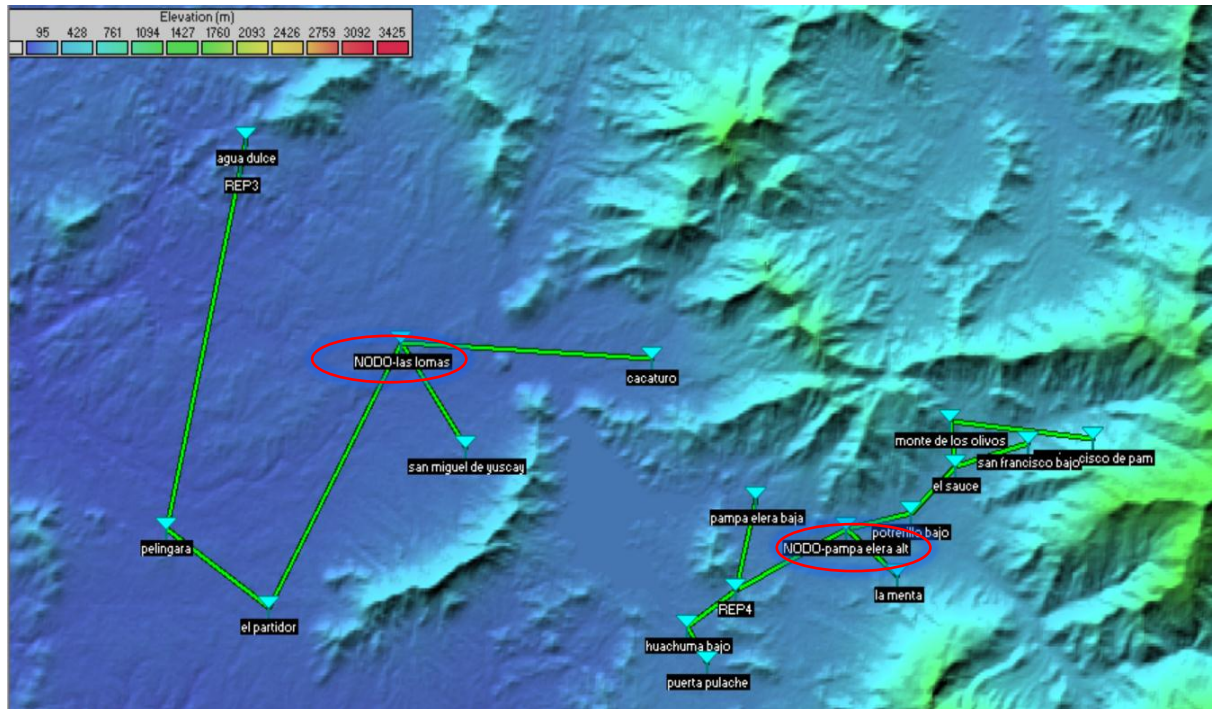 Elevation (m)
95 428 761 1094 1427 1760 2093 2426 2759 3092 3425
agua dulce
REP3
NODO-las lomas
cacaturo
monte de los olivos
san francisco bajo
cisco de pam
san miguel de yuscay
el sauce
pampa elera baja
potrerillo bajo
NODO-pampa elera alt
pelingara
la menta
REP4
el partidor
huachuma bajo
puerta pulache